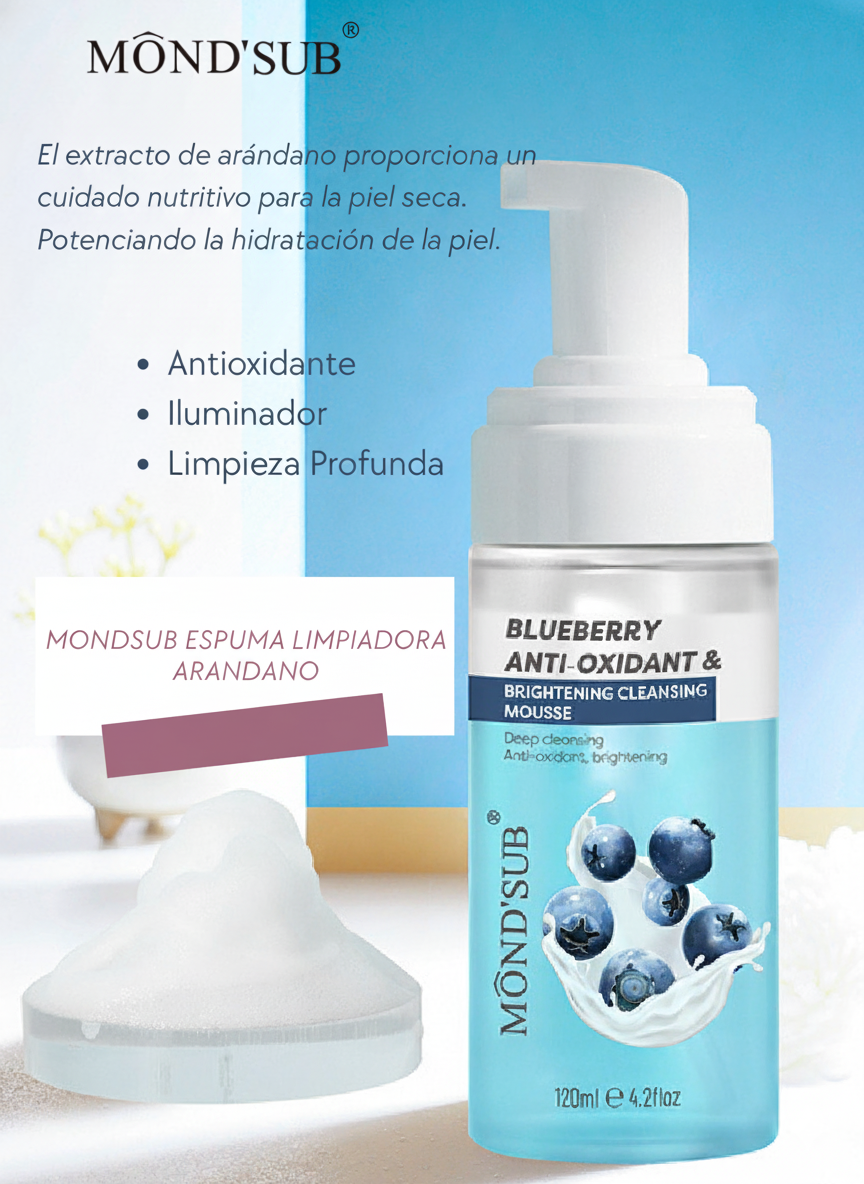 MÔND'SUB®
El extracto de arándano proporciona un
cuidado nutritivo para la piel seca.
Potenciando la hidratación de la piel.
• Antioxidante
• Iluminador
• Limpieza Profunda
MONDSUB ESPUMA LIMPIADORA
ARANDANO
BLUEBERRY
ANTI-OXIDANT &
BRIGHTENING CLEANSING
MOUSSE
Deep cleansing
Anti-oxidant, brightening
MÔND'SUB®
120ml ℮ 4.2floz